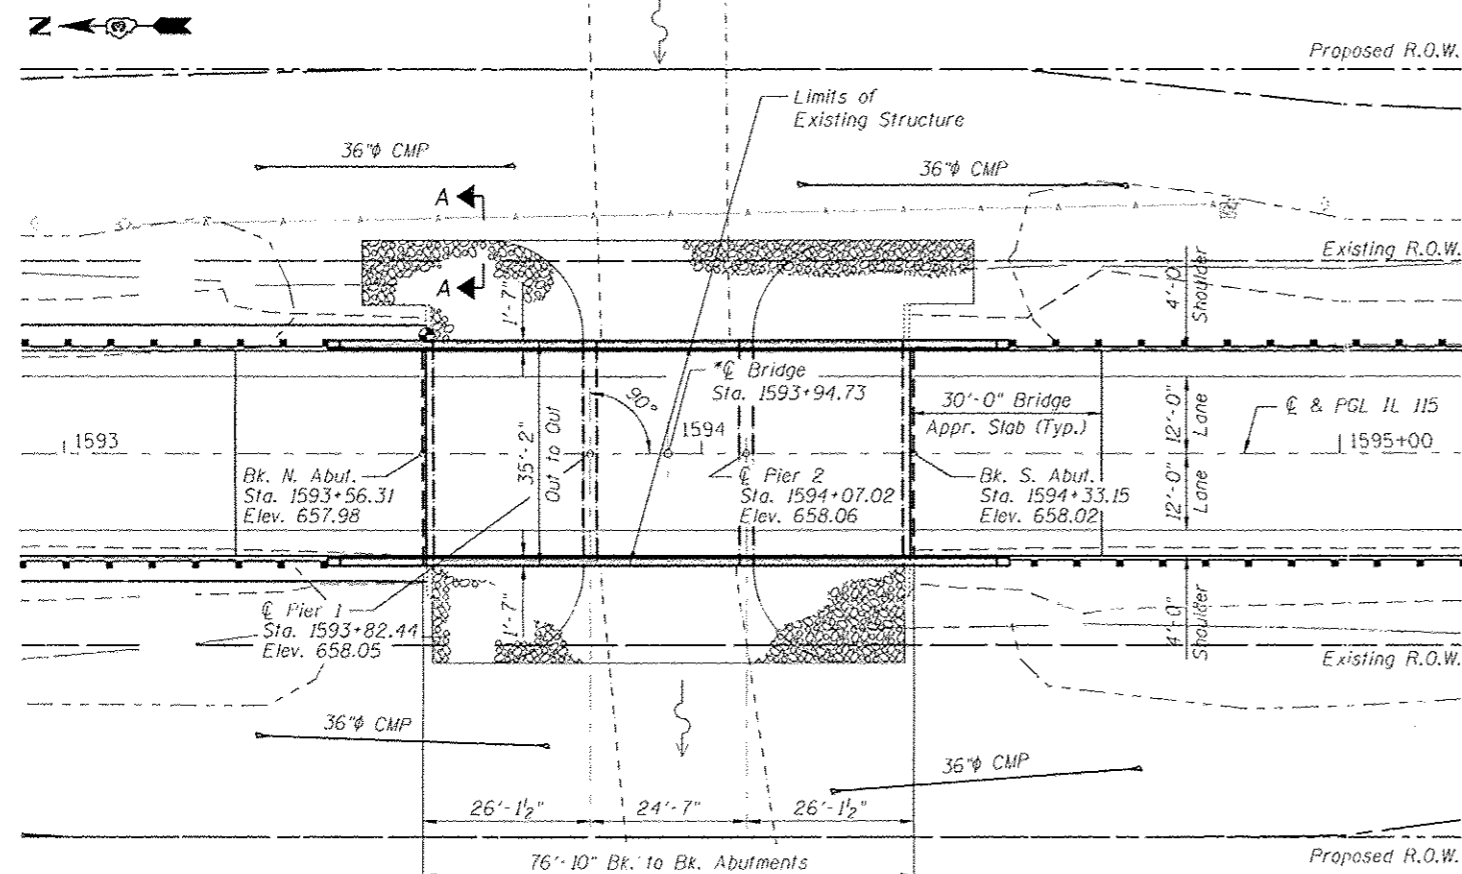 N
Proposed R.O.W.
Limits of
Existing Structure
36"φ CMP
36"φ CMP
A
Existing R.O.W.
A
1'-7"
4'-0"
Shoulder
*℄ Bridge
Sta. 1593+94.73
90°
30'-0" Bridge
Appr. Slab (Typ.)
12'-0"
Lane
℄ & PGL IL 115
1593
35'-2"
Out to Out
1594
1595+00
Bk. N. Abut.
Sta. 1593+56.31
Elev. 657.98
℄ Pier 2
Sta. 1594+07.02
Elev. 658.06
Bk. S. Abut.
Sta. 1594+33.15
Elev. 658.02
12'-0"
Lane
℄ Pier 1
Sta. 1593+82.44
Elev. 658.05
1'-7"
4'-0"
Shoulder
Existing R.O.W.
36"φ CMP
36"φ CMP
26'-1½"
24'-7"
26'-1½"
76'-10" Bk. to Bk. Abutments
Proposed R.O.W.